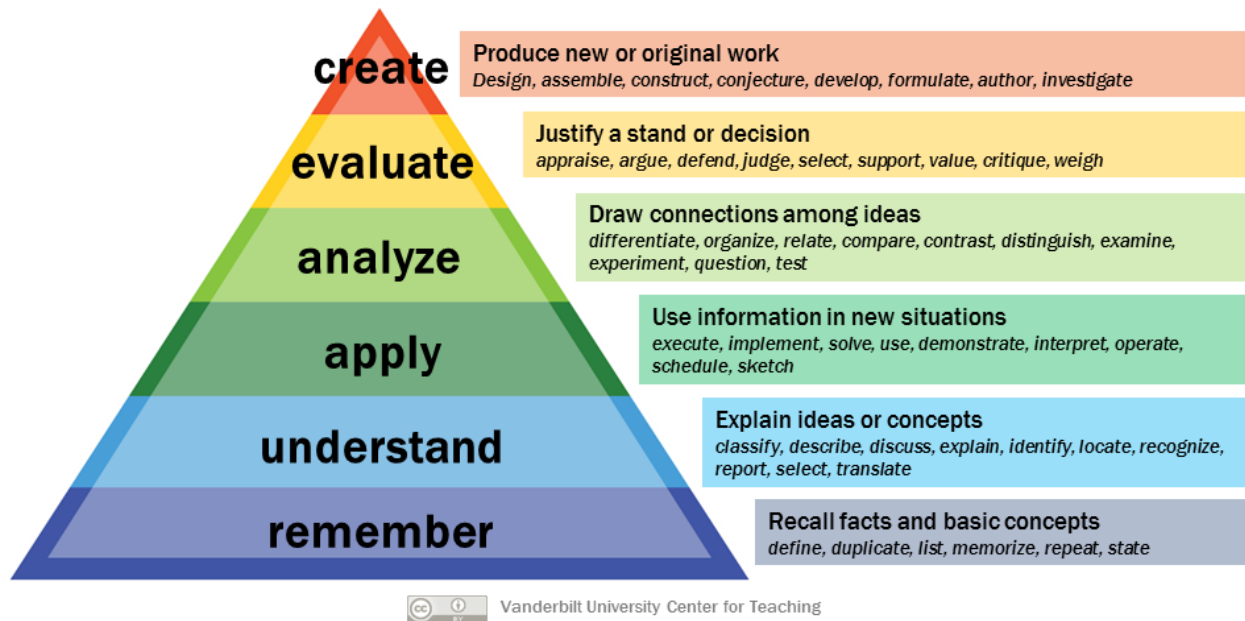 create
Produce new or original work
Design, assemble, construct, conjecture, develop, formulate, author, investigate
evaluate
Justify a stand or decision
appraise, argue, defend, judge, select, support, value, critique, weigh
analyze
Draw connections among ideas
differentiate, organize, relate, compare, contrast, distinguish, examine,
experiment, question, test
apply
Use information in new situations
execute, implement, solve, use, demonstrate, interpret, operate,
schedule, sketch
understand
Explain ideas or concepts
classify, describe, discuss, explain, identify, locate, recognize,
report, select, translate
remember
Recall facts and basic concepts
define, duplicate, list, memorize, repeat, state
cc
BY
Vanderbilt University Center for Teaching